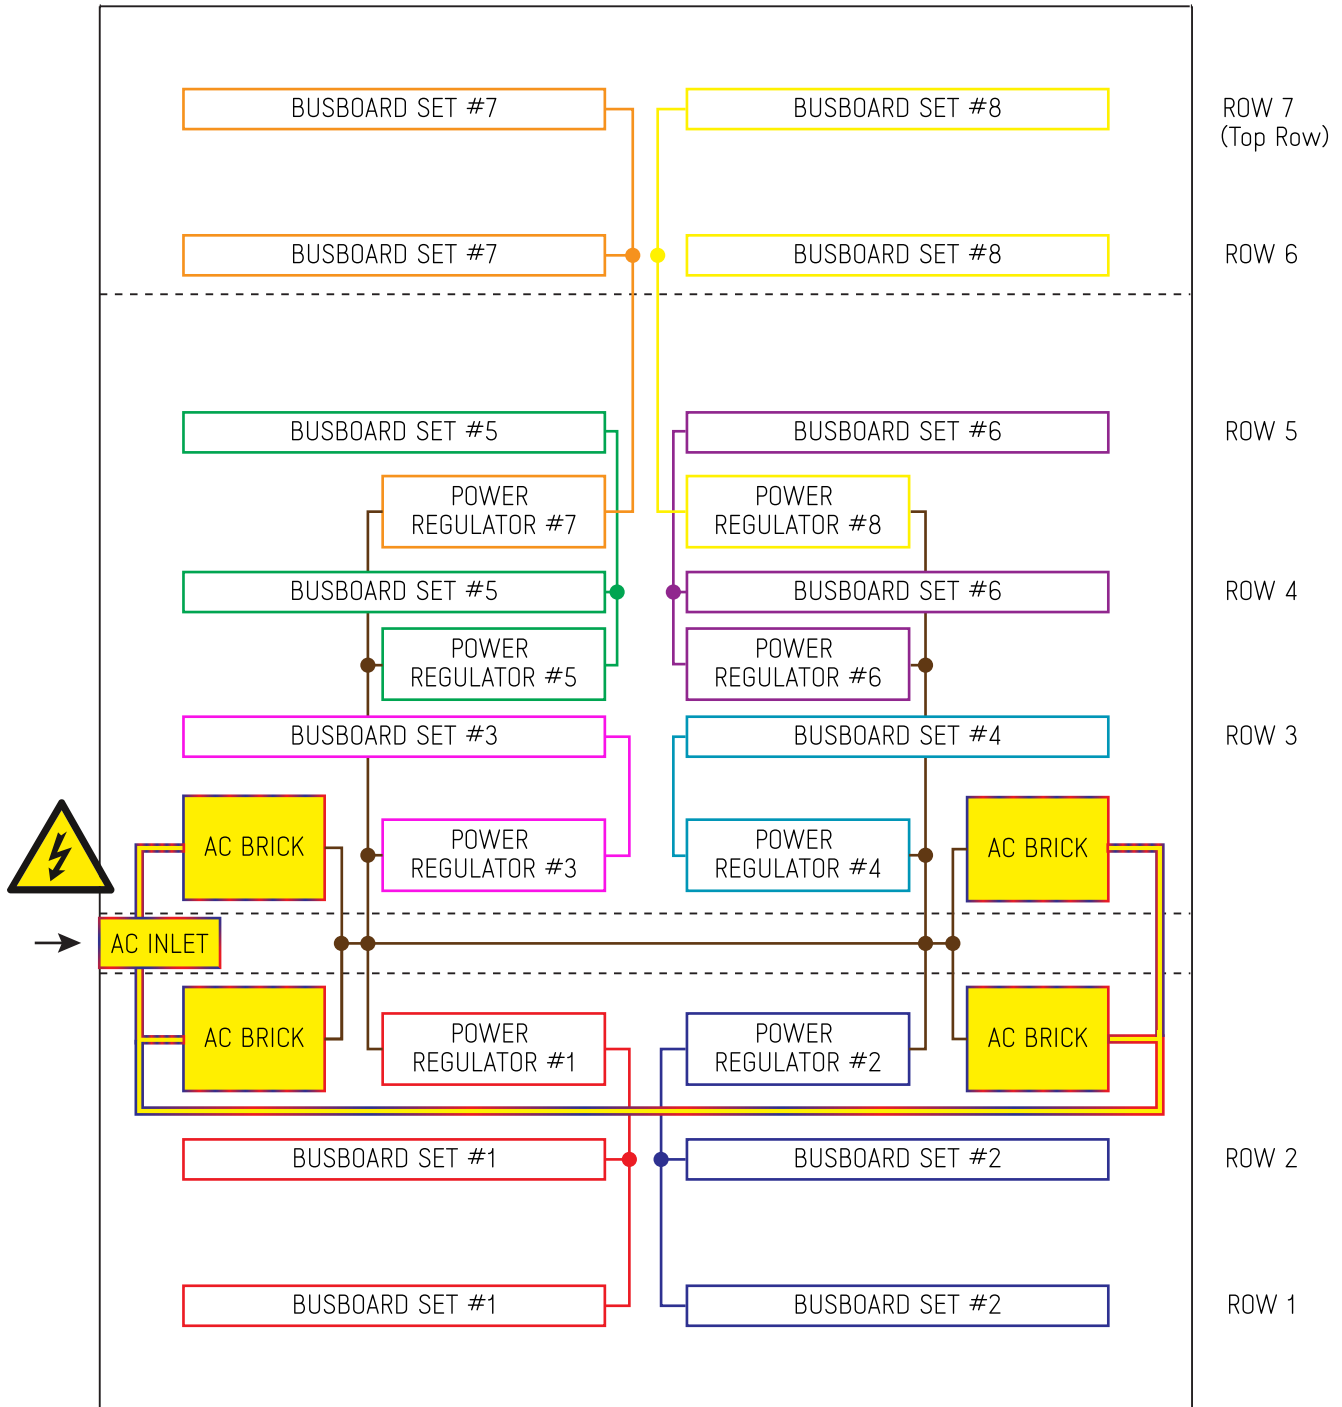 BUSBOARD SET #7
BUSBOARD SET #8
ROW 7
(Top Row)
BUSBOARD SET #7
BUSBOARD SET #8
ROW 6
BUSBOARD SET #5
BUSBOARD SET #6
ROW 5
POWER
REGULATOR #7
POWER
REGULATOR #8
BUSBOARD SET #5
BUSBOARD SET #6
ROW 4
POWER
REGULATOR #5
POWER
REGULATOR #6
BUSBOARD SET #3
BUSBOARD SET #4
ROW 3
AC BRICK
POWER
REGULATOR #3
POWER
REGULATOR #4
AC BRICK
AC INLET
AC BRICK
POWER
REGULATOR #1
POWER
REGULATOR #2
AC BRICK
BUSBOARD SET #1
BUSBOARD SET #2
ROW 2
BUSBOARD SET #1
BUSBOARD SET #2
ROW 1